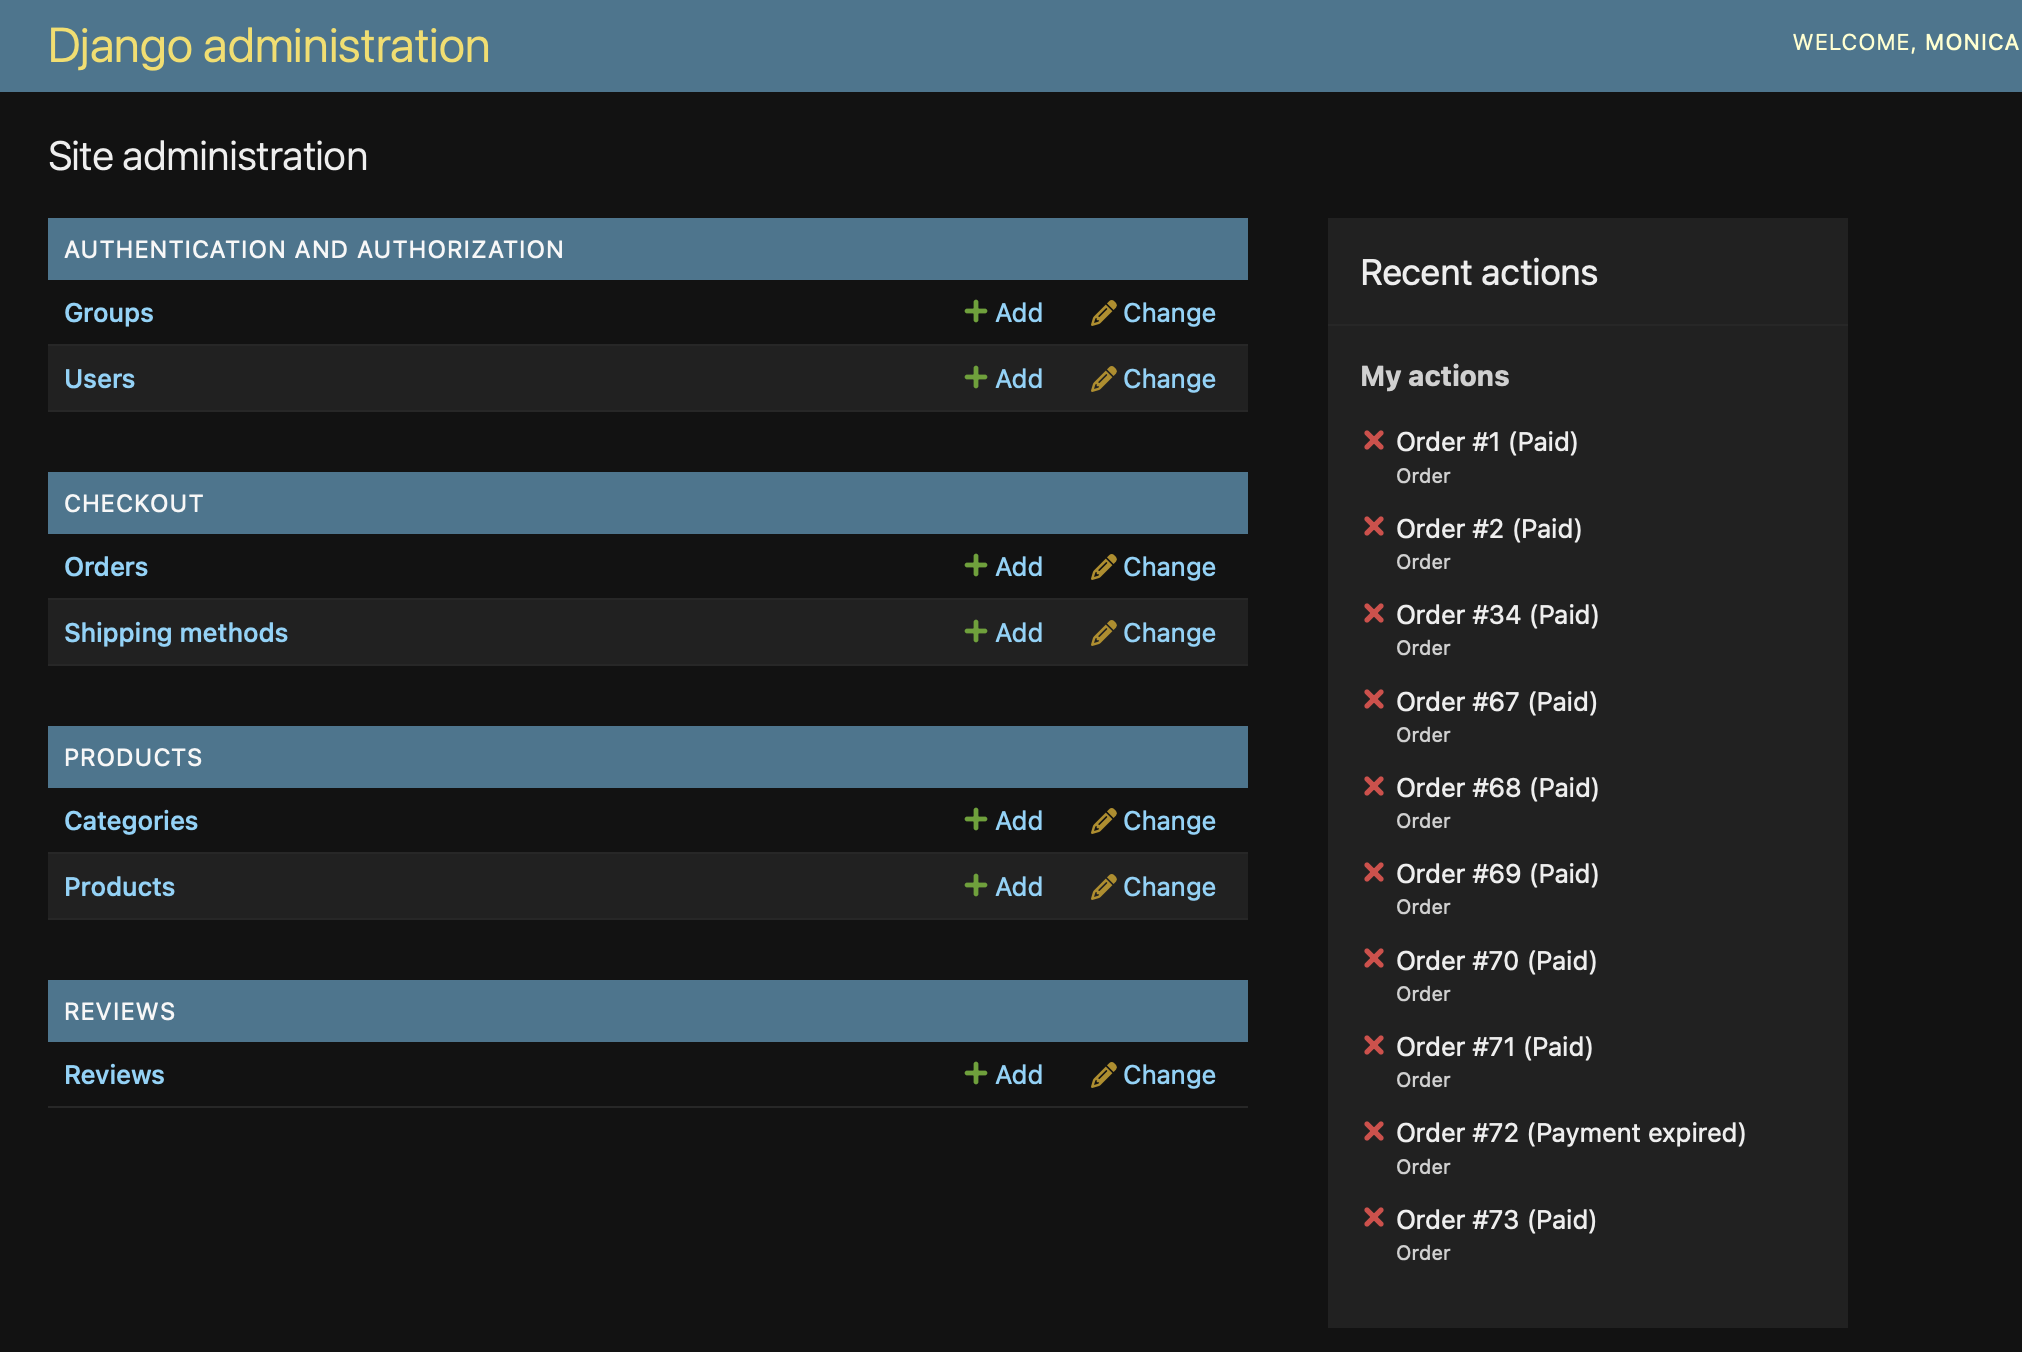 Django administration
WELCOME, MONICA
Site administration
AUTHENTICATION AND AUTHORIZATION
Groups Add Change
Users Add Change
CHECKOUT
Orders Add Change
Shipping methods Add Change
PRODUCTS
Categories Add Change
Products Add Change
REVIEWS
Reviews Add Change
Recent actions
My actions
Order #1 (Paid)
Order
Order #2 (Paid)
Order
Order #34 (Paid)
Order
Order #67 (Paid)
Order
Order #68 (Paid)
Order
Order #69 (Paid)
Order
Order #70 (Paid)
Order
Order #71 (Paid)
Order
Order #72 (Payment expired)
Order
Order #73 (Paid)
Order